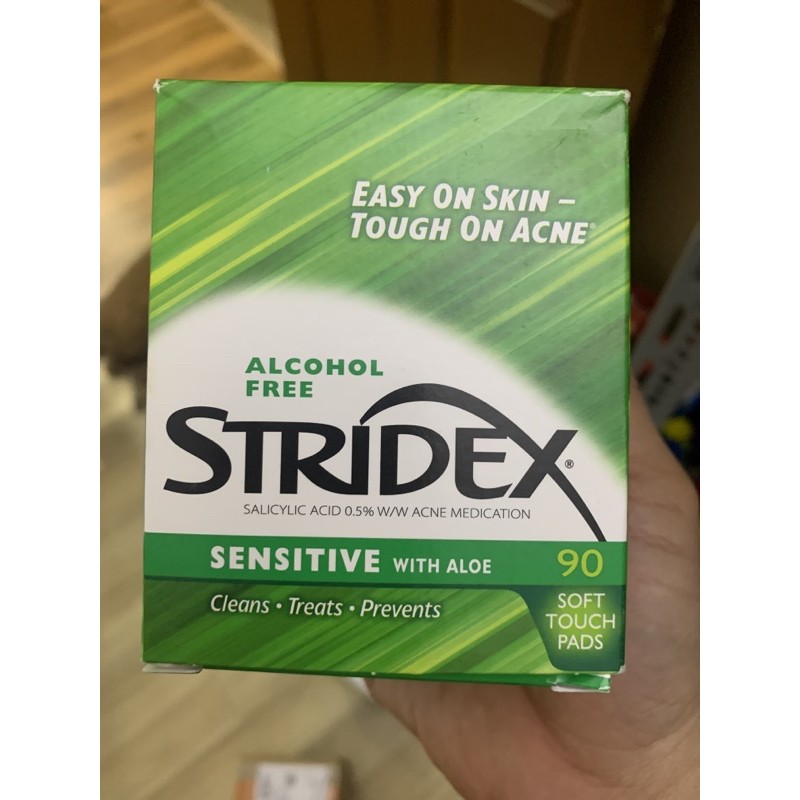 EASY ON SKIN –
TOUGH ON ACNE®
ALCOHOL
FREE
STRIDEX®
SALICYLIC ACID 0.5% W/W ACNE MEDICATION
SENSITIVE WITH ALOE
90
SOFT
TOUCH
PADS
Cleans • Treats • Prevents